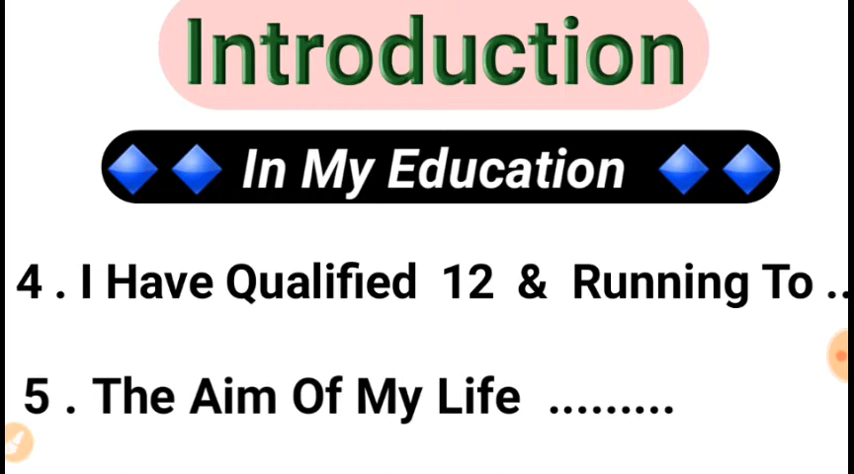 Introduction
In My Education
4 . I Have Qualified 12 & Running To ..
5 . The Aim Of My Life .........